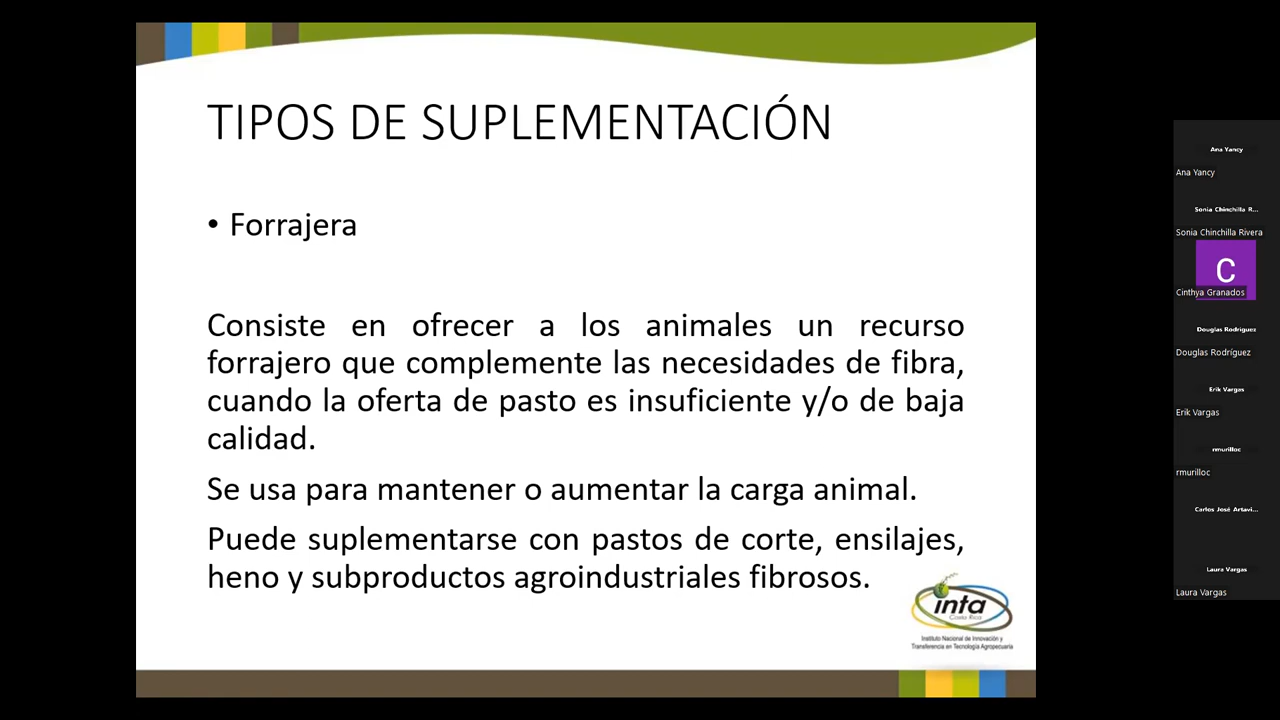 TIPOS DE SUPLEMENTACIÓN
• Forrajera
Consiste en ofrecer a los animales un recurso
forrajero que complemente las necesidades de fibra,
cuando la oferta de pasto es insuficiente y/o de baja
calidad.
Se usa para mantener o aumentar la carga animal.
Puede suplementarse con pastos de corte, ensilajes,
heno y subproductos agroindustriales fibrosos.
inta
Costa Rica
Instituto Nacional de Innovación y
Transferencia en Tecnología Agropecuaria
Ana Yancy
Ana Yancy
Sonia Chinchilla R...
Sonia Chinchilla Rivera
C
Cinthya Granados
Douglas Rodríguez
Douglas Rodríguez
Erik Vargas
Erik Vargas
rmurilloc
rmurilloc
Carlos José Artavi...
Laura Vargas
Laura Vargas